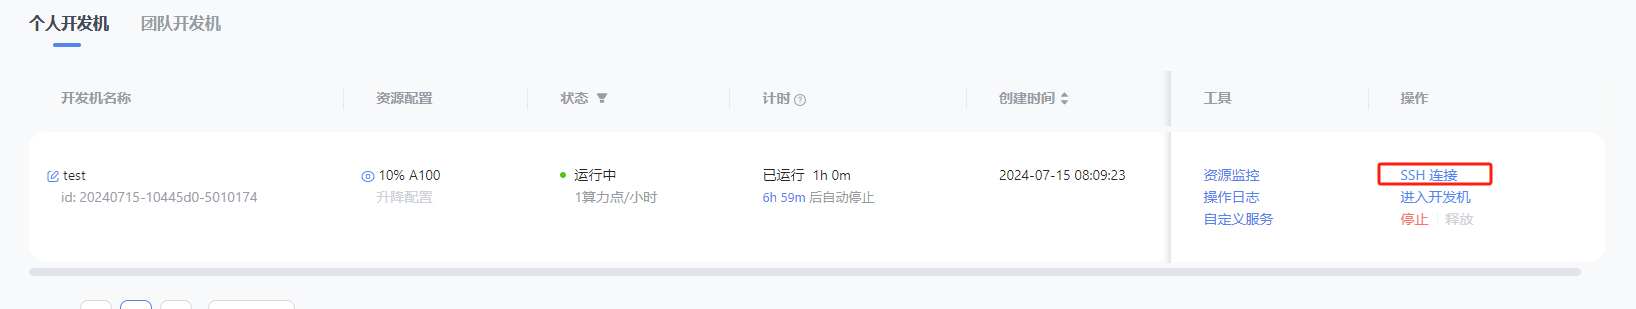 个人开发机 团队开发机
开发机名称 资源配置 状态 计时 创建时间 工具 操作
test 10% A100 运行中 已运行 1h 0m 2024-07-15 08:09:23 资源监控 SSH 连接
id: 20240715-10445d0-5010174 升降配置 1算力点/小时 6h 59m 后自动停止 操作日志 进入开发机
自定义服务 停止 释放